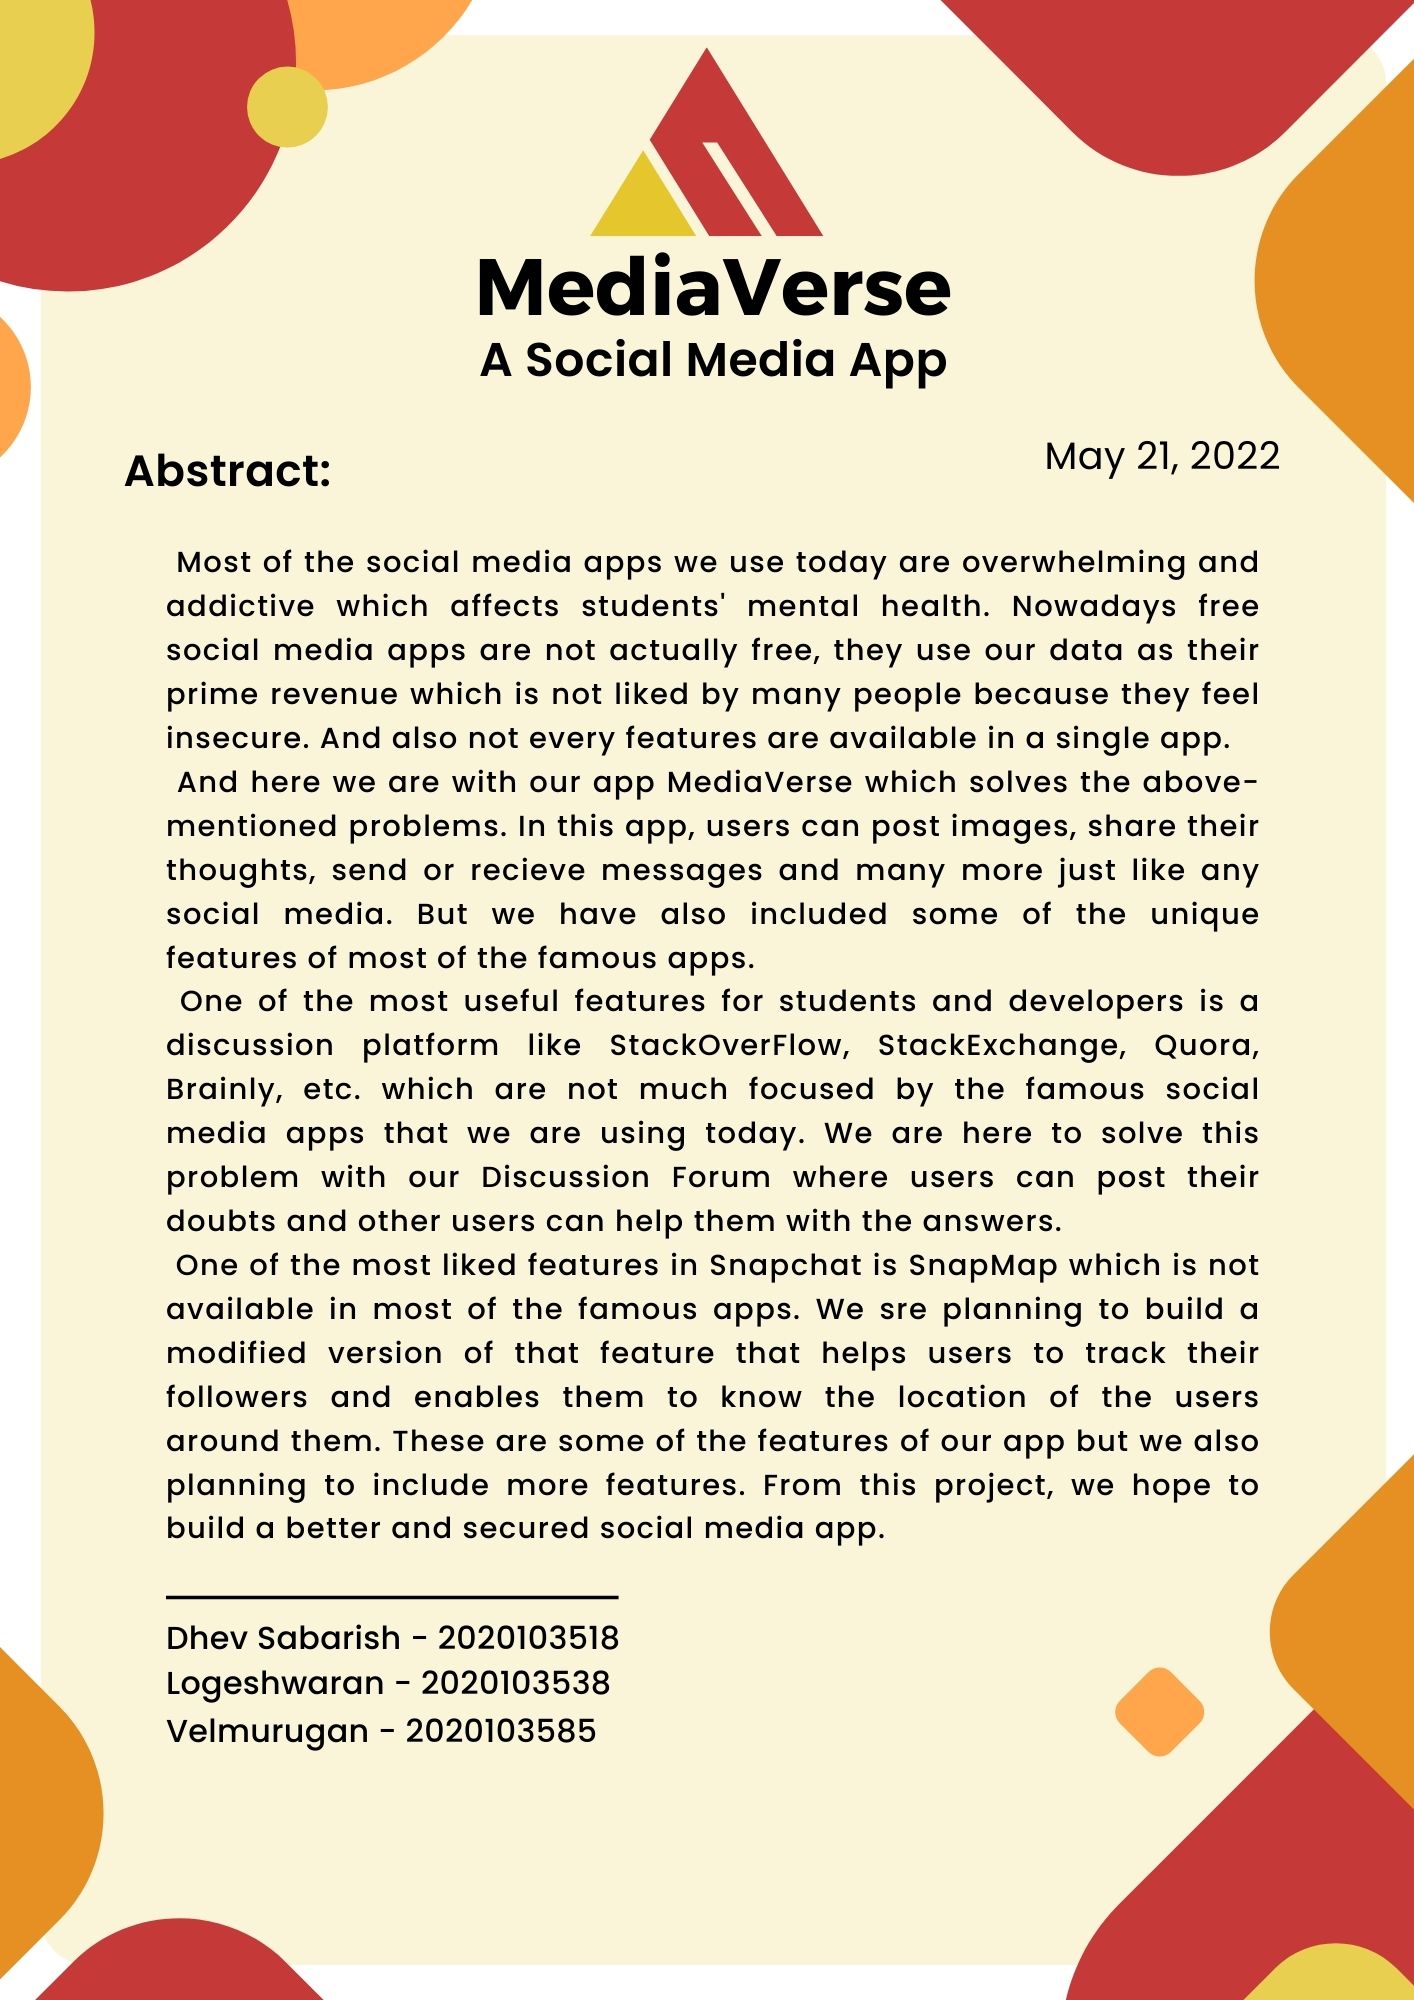 MediaVerse
A Social Media App
May 21, 2022
Abstract:
Most of the social media apps we use today are overwhelming and
addictive which affects students' mental health. Nowadays free
social media apps are not actually free, they use our data as their
prime revenue which is not liked by many people because they feel
insecure. And also not every features are available in a single app.
And here we are with our app MediaVerse which solves the above-
mentioned problems. In this app, users can post images, share their
thoughts, send or recieve messages and many more just like any
social media. But we have also included some of the unique
features of most of the famous apps.
One of the most useful features for students and developers is a
discussion platform like StackOverFlow, StackExchange, Quora,
Brainly, etc. which are not much focused by the famous social
media apps that we are using today. We are here to solve this
problem with our Discussion Forum where users can post their
doubts and other users can help them with the answers.
One of the most liked features in Snapchat is SnapMap which is not
available in most of the famous apps. We sre planning to build a
modified version of that feature that helps users to track their
followers and enables them to know the location of the users
around them. These are some of the features of our app but we also
planning to include more features. From this project, we hope to
build a better and secured social media app.
Dhev Sabarish - 2020103518
Logeshwaran - 2020103538
Velmurugan - 2020103585